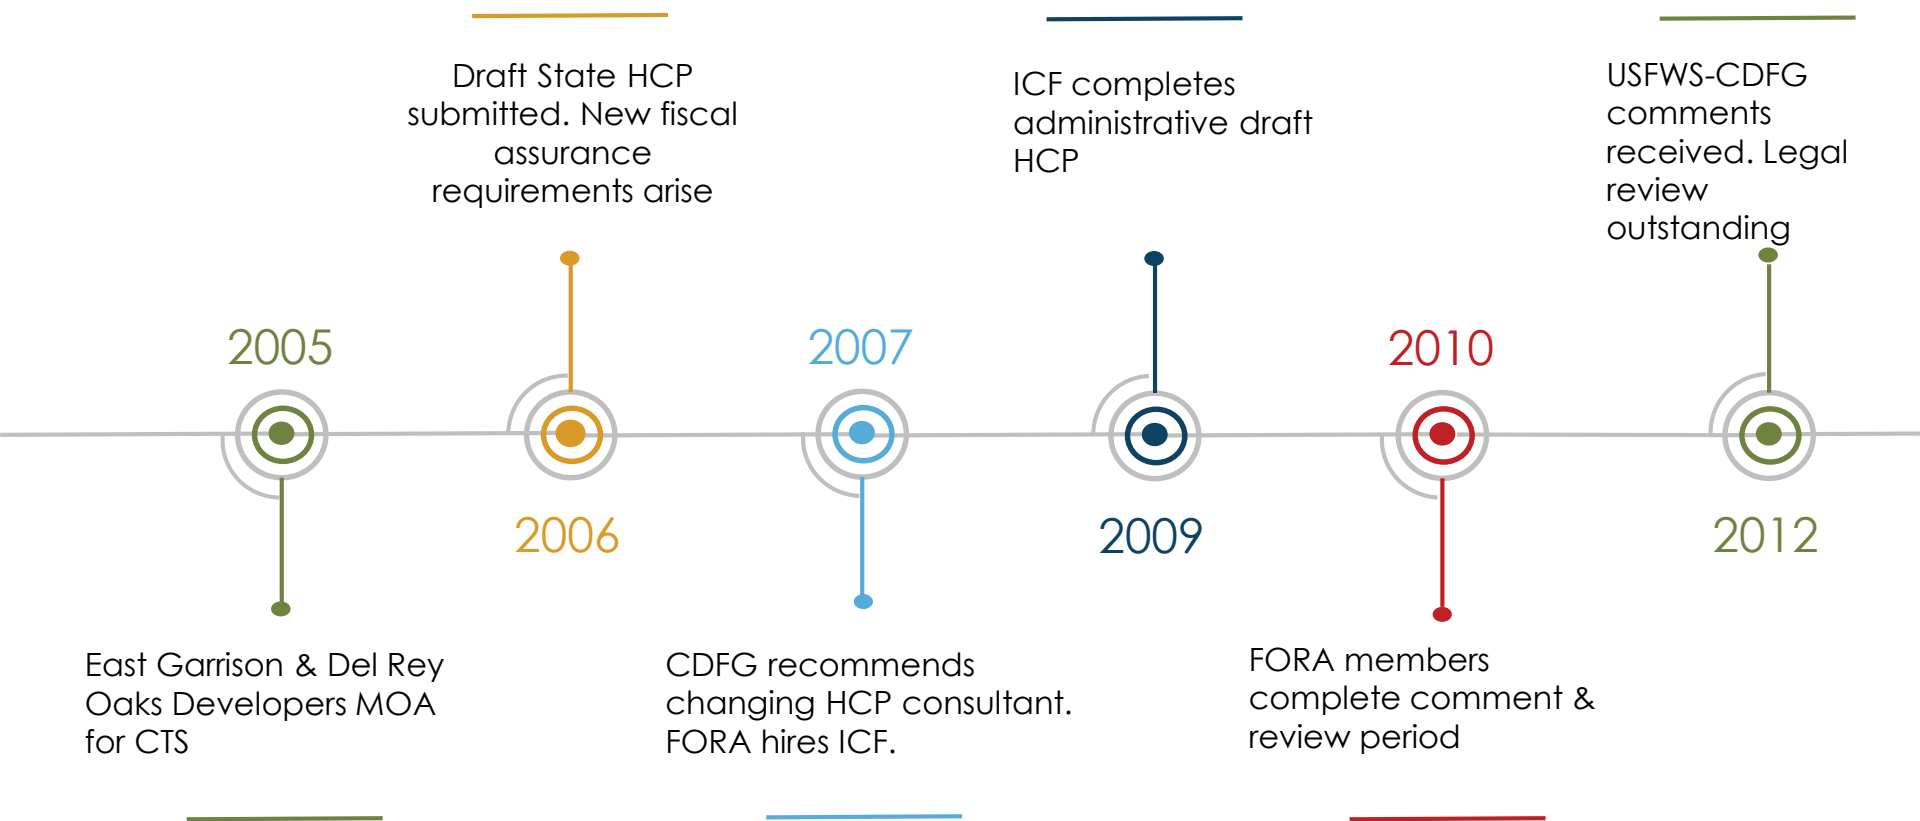 Draft State HCP
submitted. New fiscal
assurance
requirements arise
ICF completes
administrative draft
HCP
USFWS-CDFG
comments
received. Legal
review
outstanding
2005
2006
2007
2009
2010
2012
East Garrison & Del Rey
Oaks Developers MOA
for CTS
CDFG recommends
changing HCP consultant.
FORA hires ICF.
FORA members
complete comment &
review period